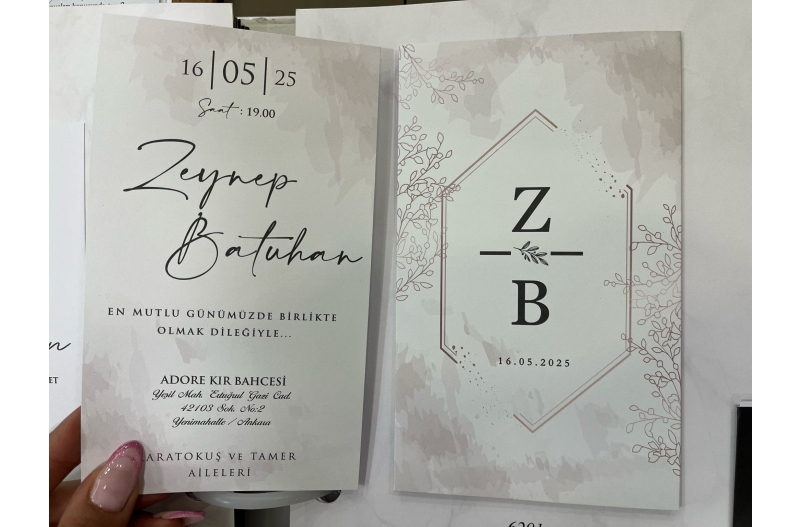 16 | 05 | 25
Saat : 19.00
Zeynep
Batuhan
EN MUTLU GÜNÜMÜZDE BİRLİKTE
OLMAK DİLEĞİYLE...
ADORE KIR BAHCESİ
Yeşil Mah. Ertuğrul Gazi Cad.
42103 Sok. No:2
Yenimahalle / Ankara
ARATOKUŞ VE TAMER
AİLELERİ
Z
B
16.05.2025
ET
6201